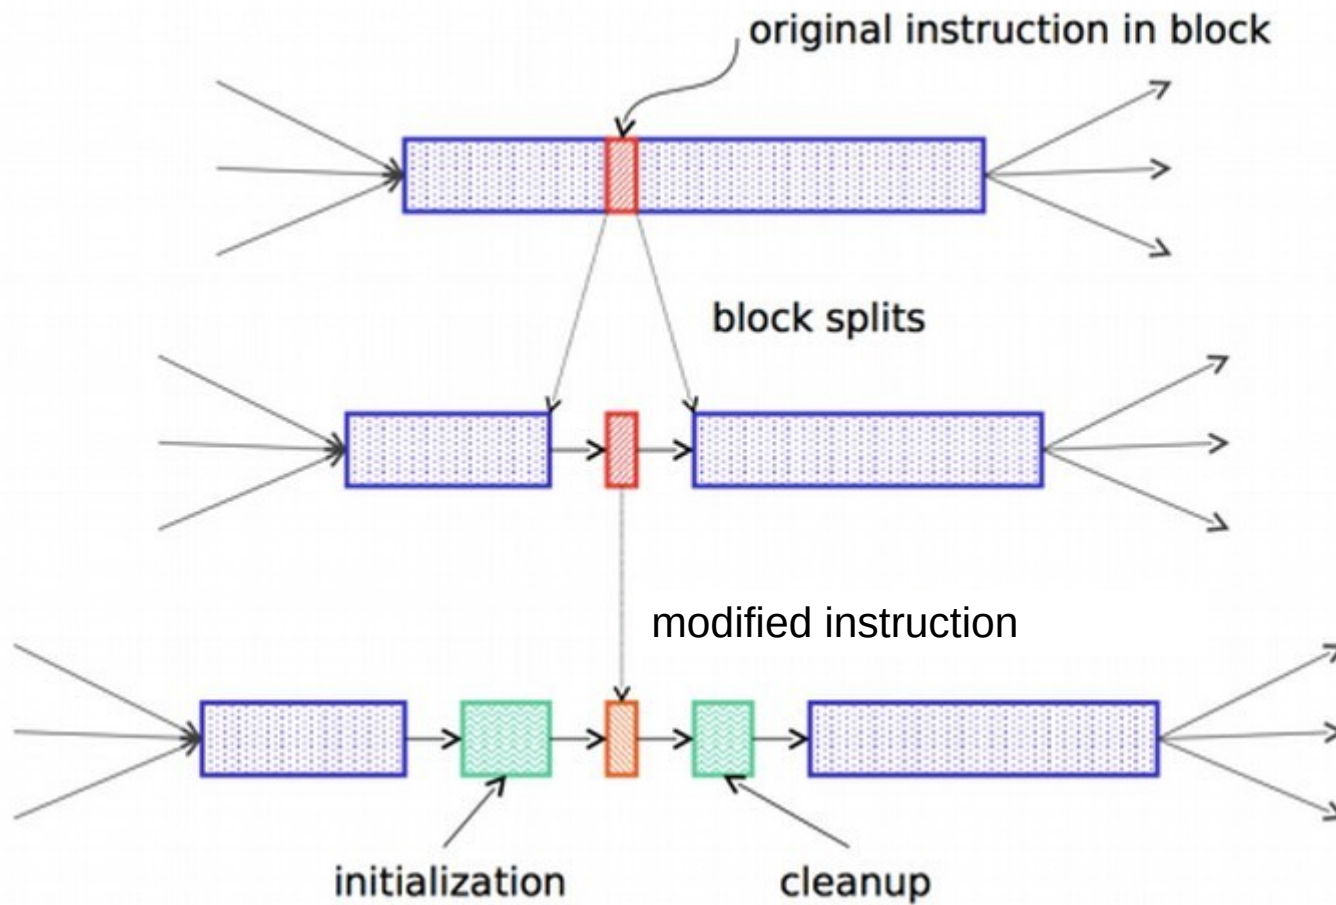 original instruction in block
block splits
modified instruction
initialization
cleanup